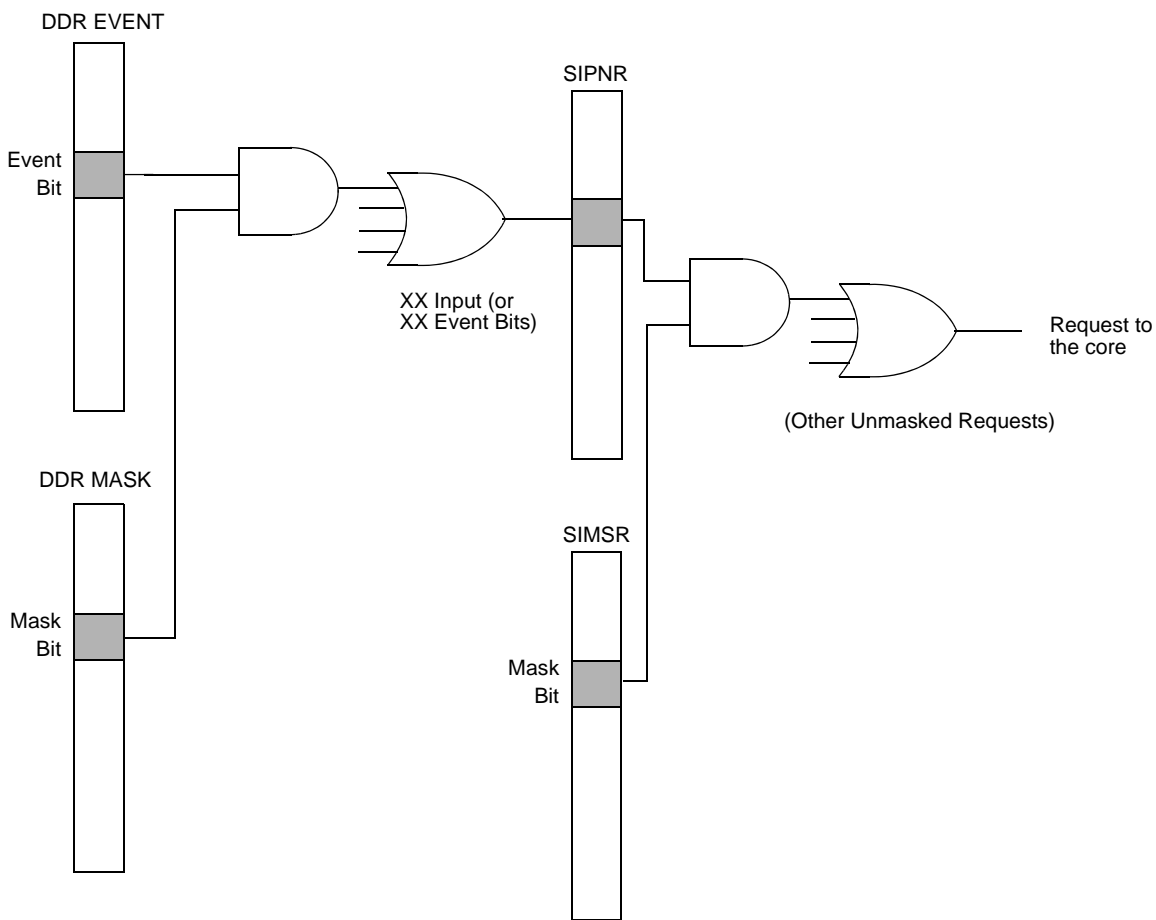 DDR EVENT
Event
Bit
XX Input (or
XX Event Bits)
SIPNR
Request to
the core
(Other Unmasked Requests)
DDR MASK
Mask
Bit
SIMSR
Mask
Bit